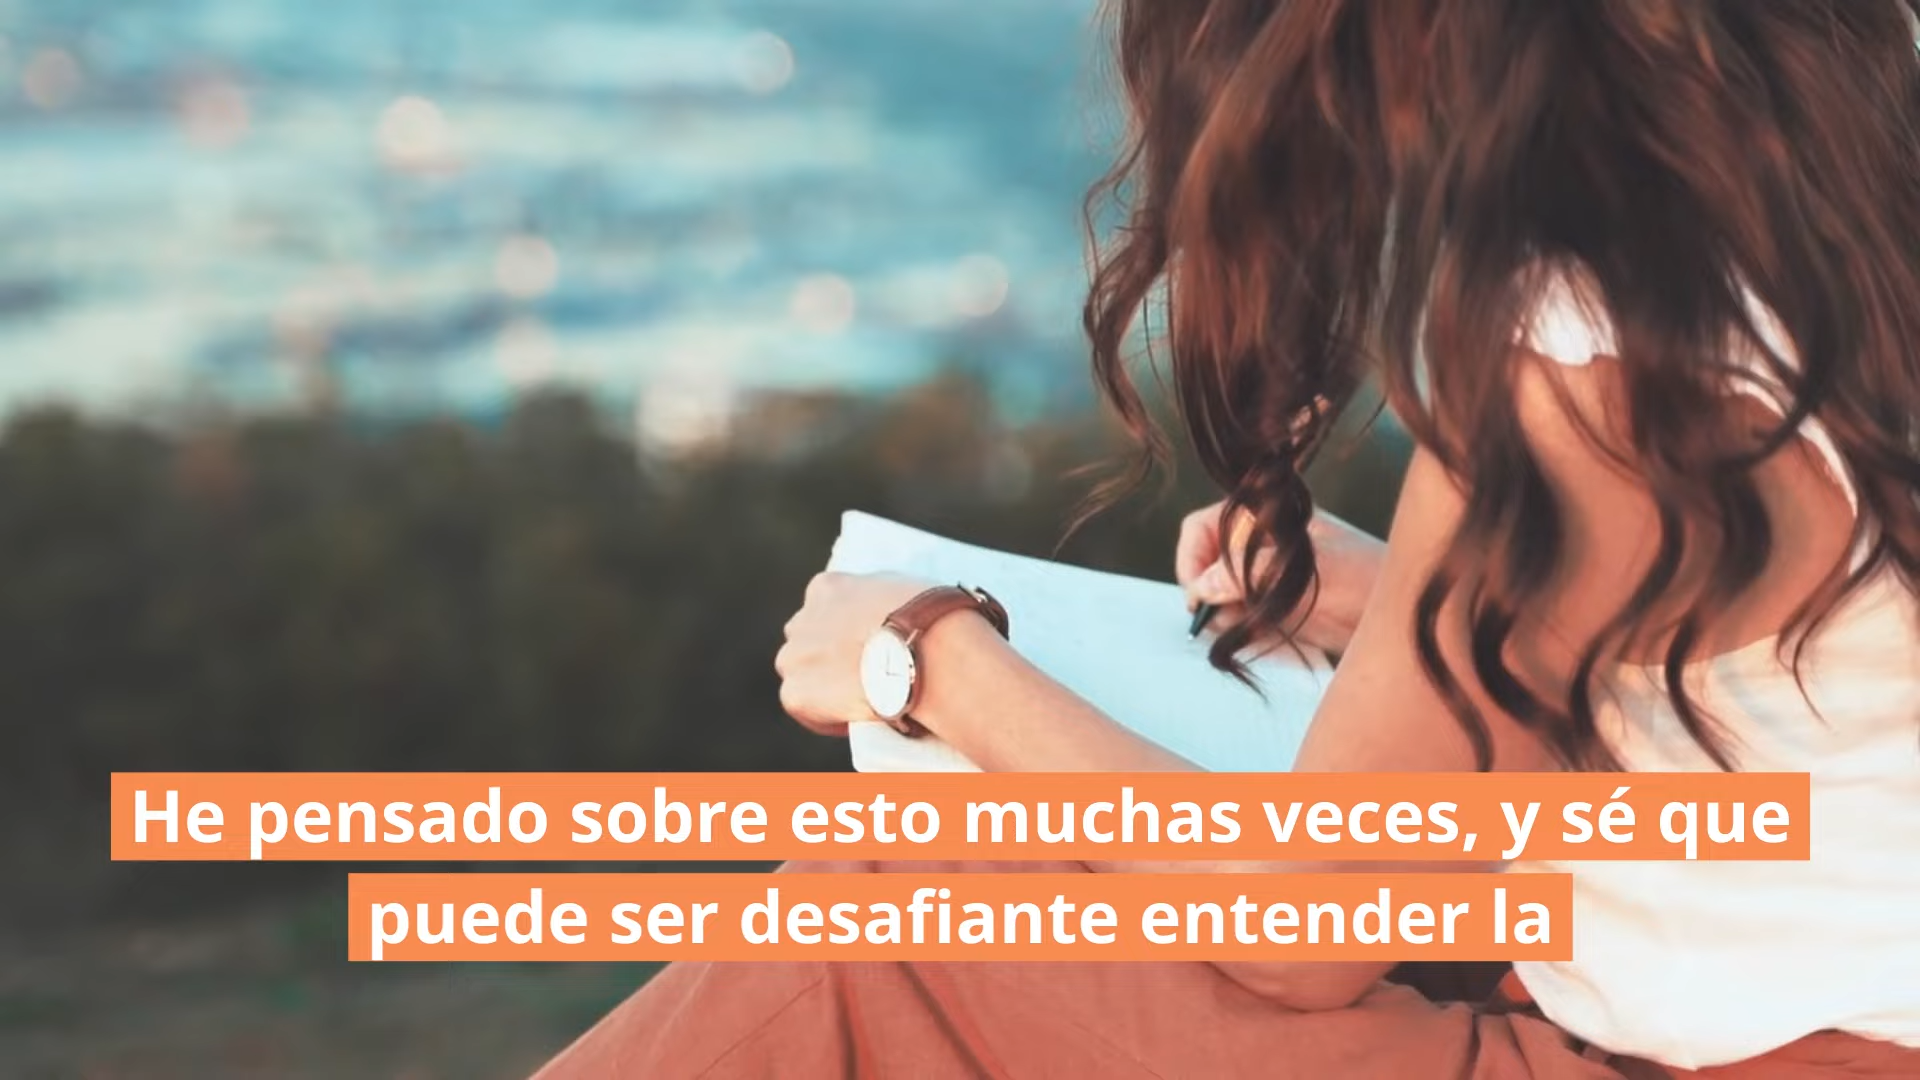 He pensado sobre esto muchas veces, y sé que
puede ser desafiante entender la